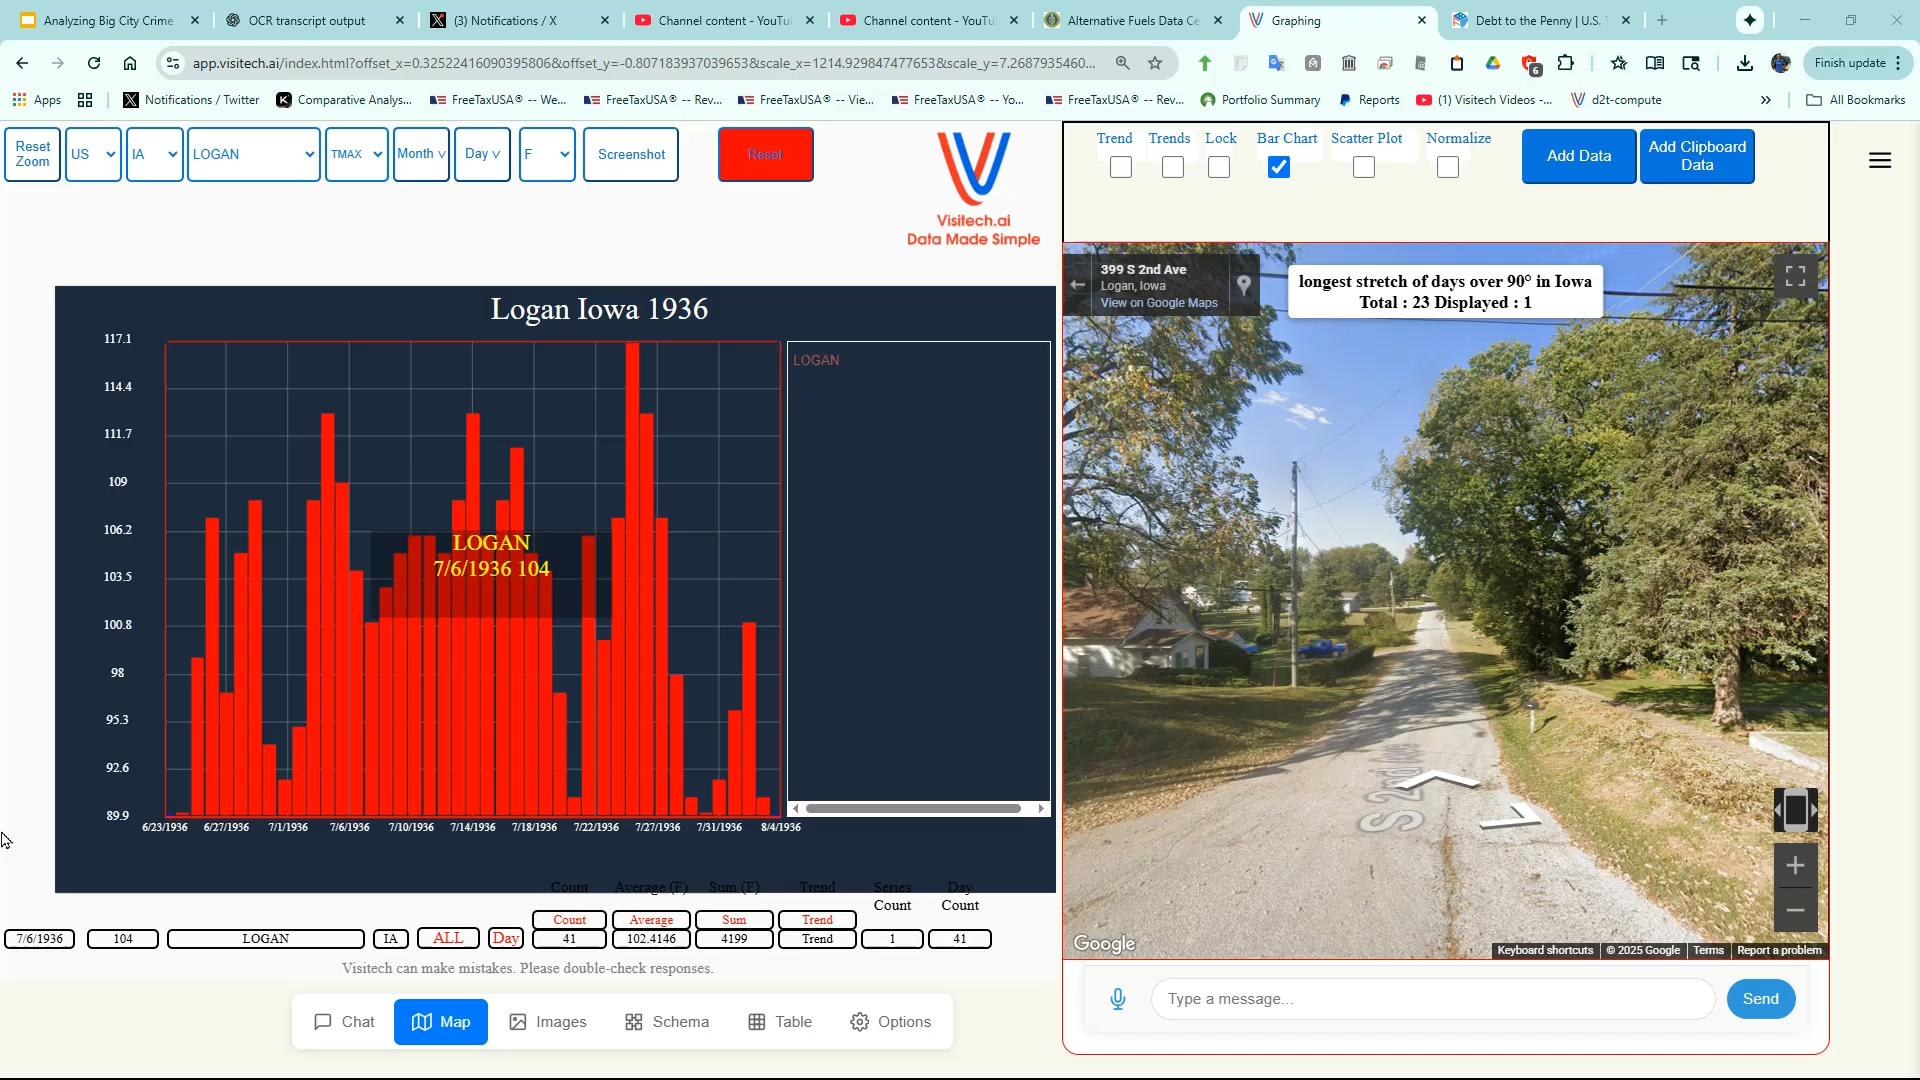 Analyzing Big City Crime
OCR transcript output
(3) Notifications / X
Channel content - YouTu
Channel content - YouTu
Alternative Fuels Data Ce
Graphing
Debt to the Penny | U.S. T
app.visitech.ai/index.html?offset_x=0.32522416090395806&offset_y=-0.807183937039653&scale_x=1214.929847477653&scale_y=7.2687935460...
6
Finish update
Apps
Notifications / Twitter
Comparative Analys...
FreeTaxUSA® -- We...
FreeTaxUSA® -- Rev...
FreeTaxUSA® -- Vie...
FreeTaxUSA® -- Yo...
FreeTaxUSA® -- Rev...
Portfolio Summary
Reports
(1) Visitech Videos -...
d2t-compute
»
All Bookmarks
Reset Zoom
US
IA
LOGAN
TMAX
Month v
Day v
F
Screenshot
Reset
Visitech.ai
Data Made Simple
Trend
Trends
Lock
Bar Chart
Scatter Plot
Normalize
Add Data
Add Clipboard Data
Logan Iowa 1936
117.1
114.4
111.7
109
106.2
103.5
100.8
98
95.3
92.6
89.9
LOGAN
7/6/1936 104
LOGAN
6/23/1936
6/27/1936
7/1/1936
7/6/1936
7/10/1936
7/14/1936
7/18/1936
7/22/1936
7/27/1936
7/31/1936
8/4/1936
Count
Average (F)
Sum (F)
Trend
Series Count
Day Count
Count
Average
Sum
Trend
7/6/1936
104
LOGAN
IA
ALL
Day
41
102.4146
4199
Trend
1
41
Visitech can make mistakes. Please double-check responses.
Chat
Map
Images
Schema
Table
Options
399 S 2nd Ave
Logan, Iowa
View on Google Maps
longest stretch of days over 90° in Iowa
Total : 23 Displayed : 1
S 2nd Ave
Google
Keyboard shortcuts
© 2025 Google
Terms
Report a problem
Type a message...
Send